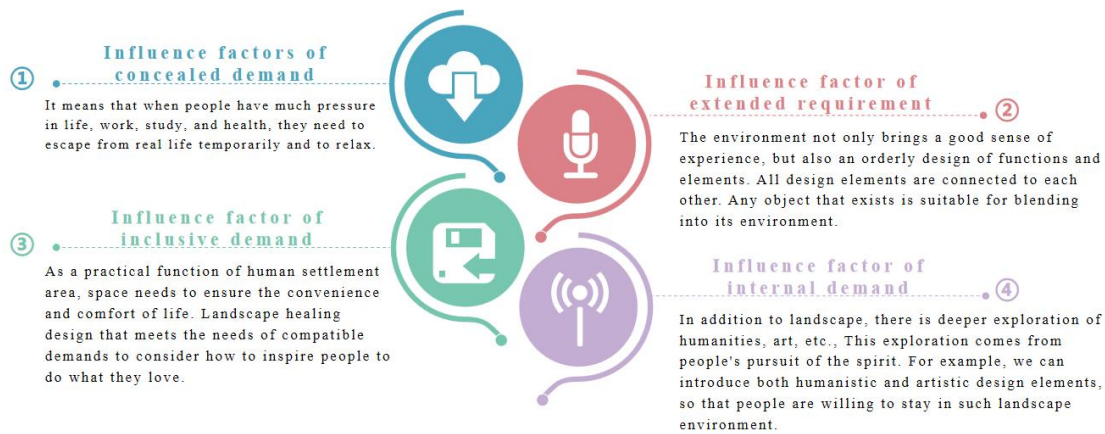 ①
Influence factors of
concealed demand
It means that when people have much pressure
in life, work, study, and health, they need to
escape from real life temporarily and to relax.
Influence factor of
extended requirement
②
The environment not only brings a good sense of
experience, but also an orderly design of functions and
elements. All design elements are connected to each
other. Any object that exists is suitable for blending
into its environment.
③
Influence factor of
inclusive demand
As a practical function of human settlement
area, space needs to ensure the convenience
and comfort of life. Landscape healing
design that meets the needs of compatible
demands to consider how to inspire people to
do what they love.
Influence factor of
internal demand
④
In addition to landscape, there is deeper exploration of
humanities, art, etc., This exploration comes from
people's pursuit of the spirit. For example, we can
introduce both humanistic and artistic design elements,
so that people are willing to stay in such landscape
environment.